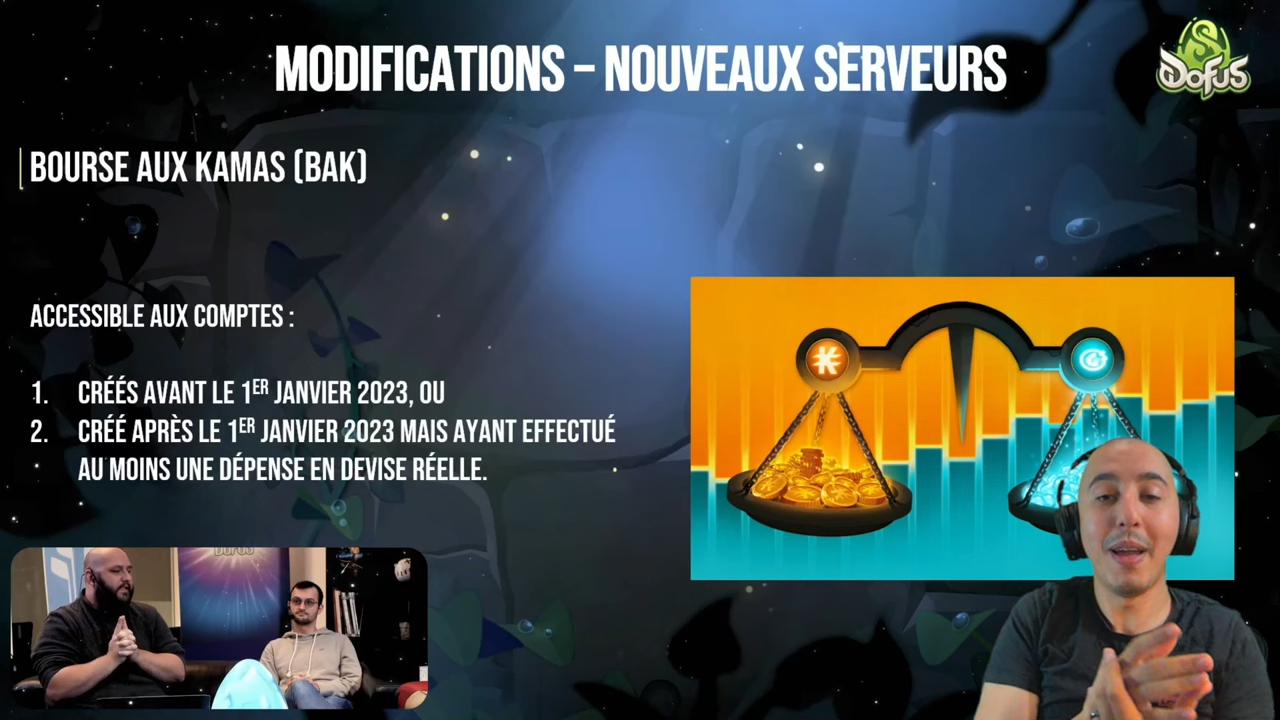 MODIFICATIONS – NOUVEAUX SERVEURS
DOFUS
BOURSE AUX KAMAS (BAK)
ACCESSIBLE AUX COMPTES :
1. CRÉÉS AVANT LE 1ER JANVIER 2023, OU
2. CRÉÉ APRÈS LE 1ER JANVIER 2023 MAIS AYANT EFFECTUÉ
AU MOINS UNE DÉPENSE EN DEVISE RÉELLE.
DOFUS